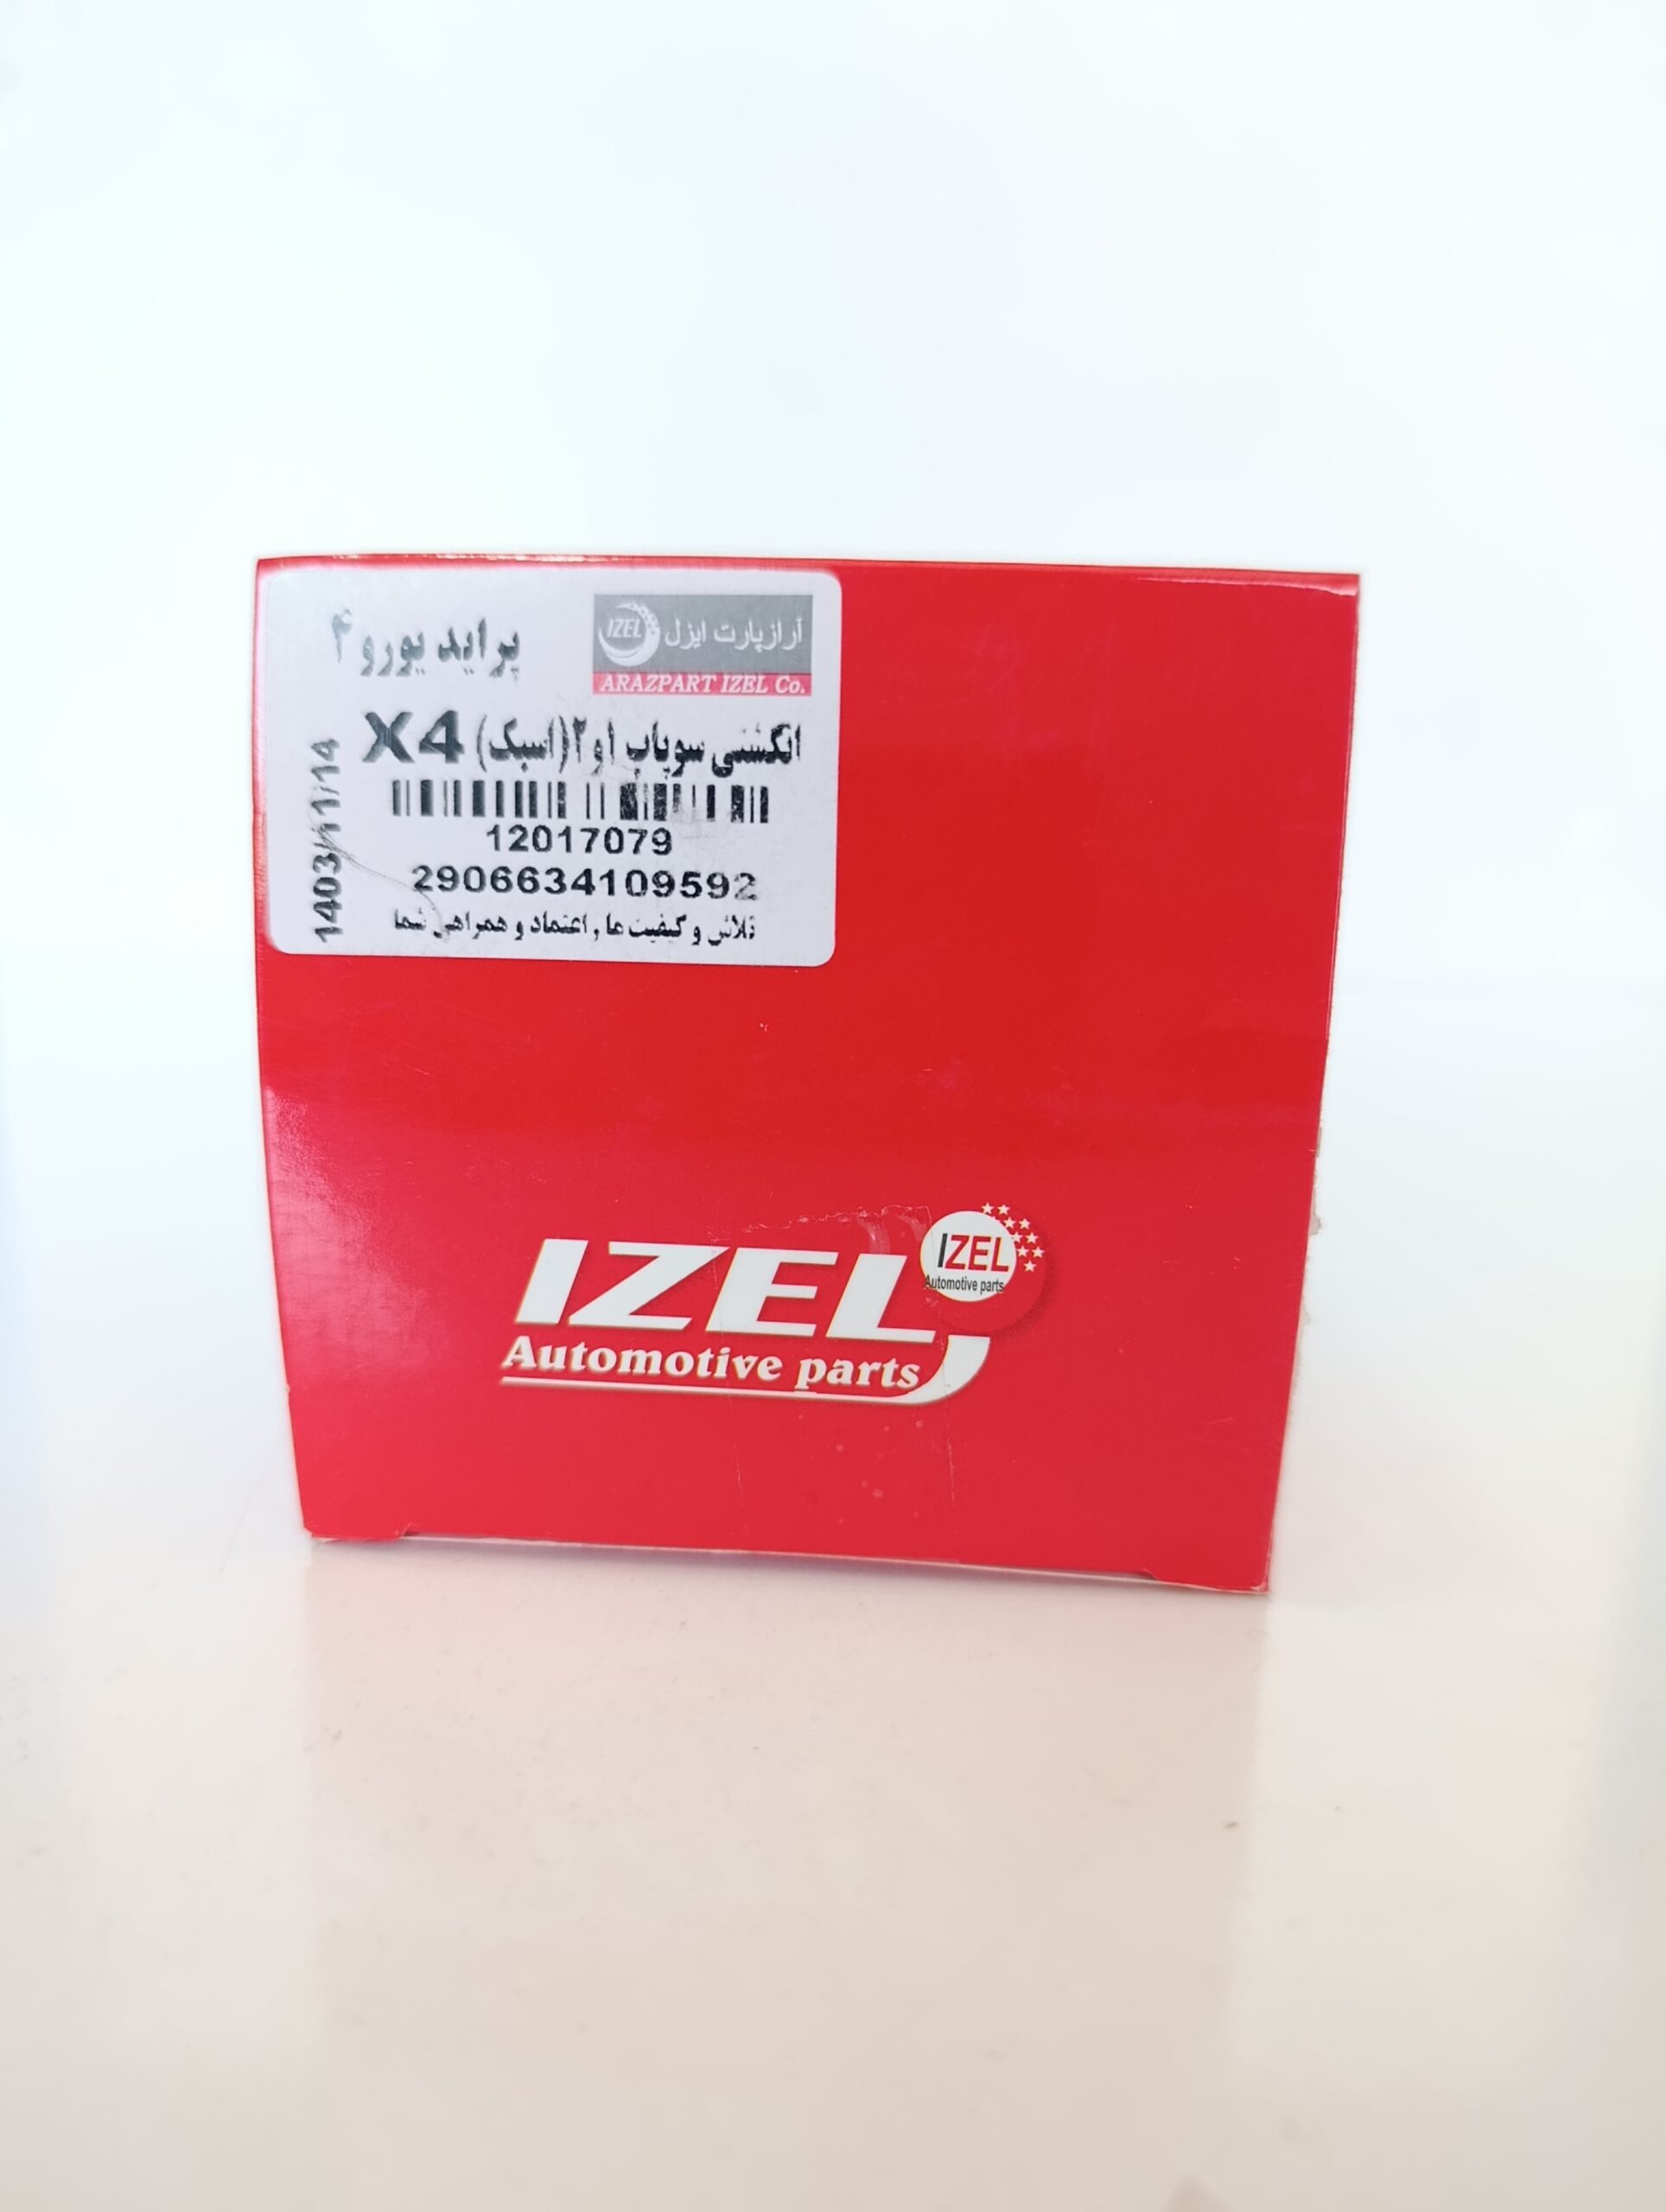 پراید یورو ۴
IZEL آرازپارت ایزل
ARAZPART IZEL Co.
انگشتی سوپاپ ۱و۲(اسبک) X4
1403/11/14
12017079
2906634109592
تلاش و کیفیت ما , اعتماد و همراهی شما
IZEL
Automotive parts
IZEL
Automotive parts